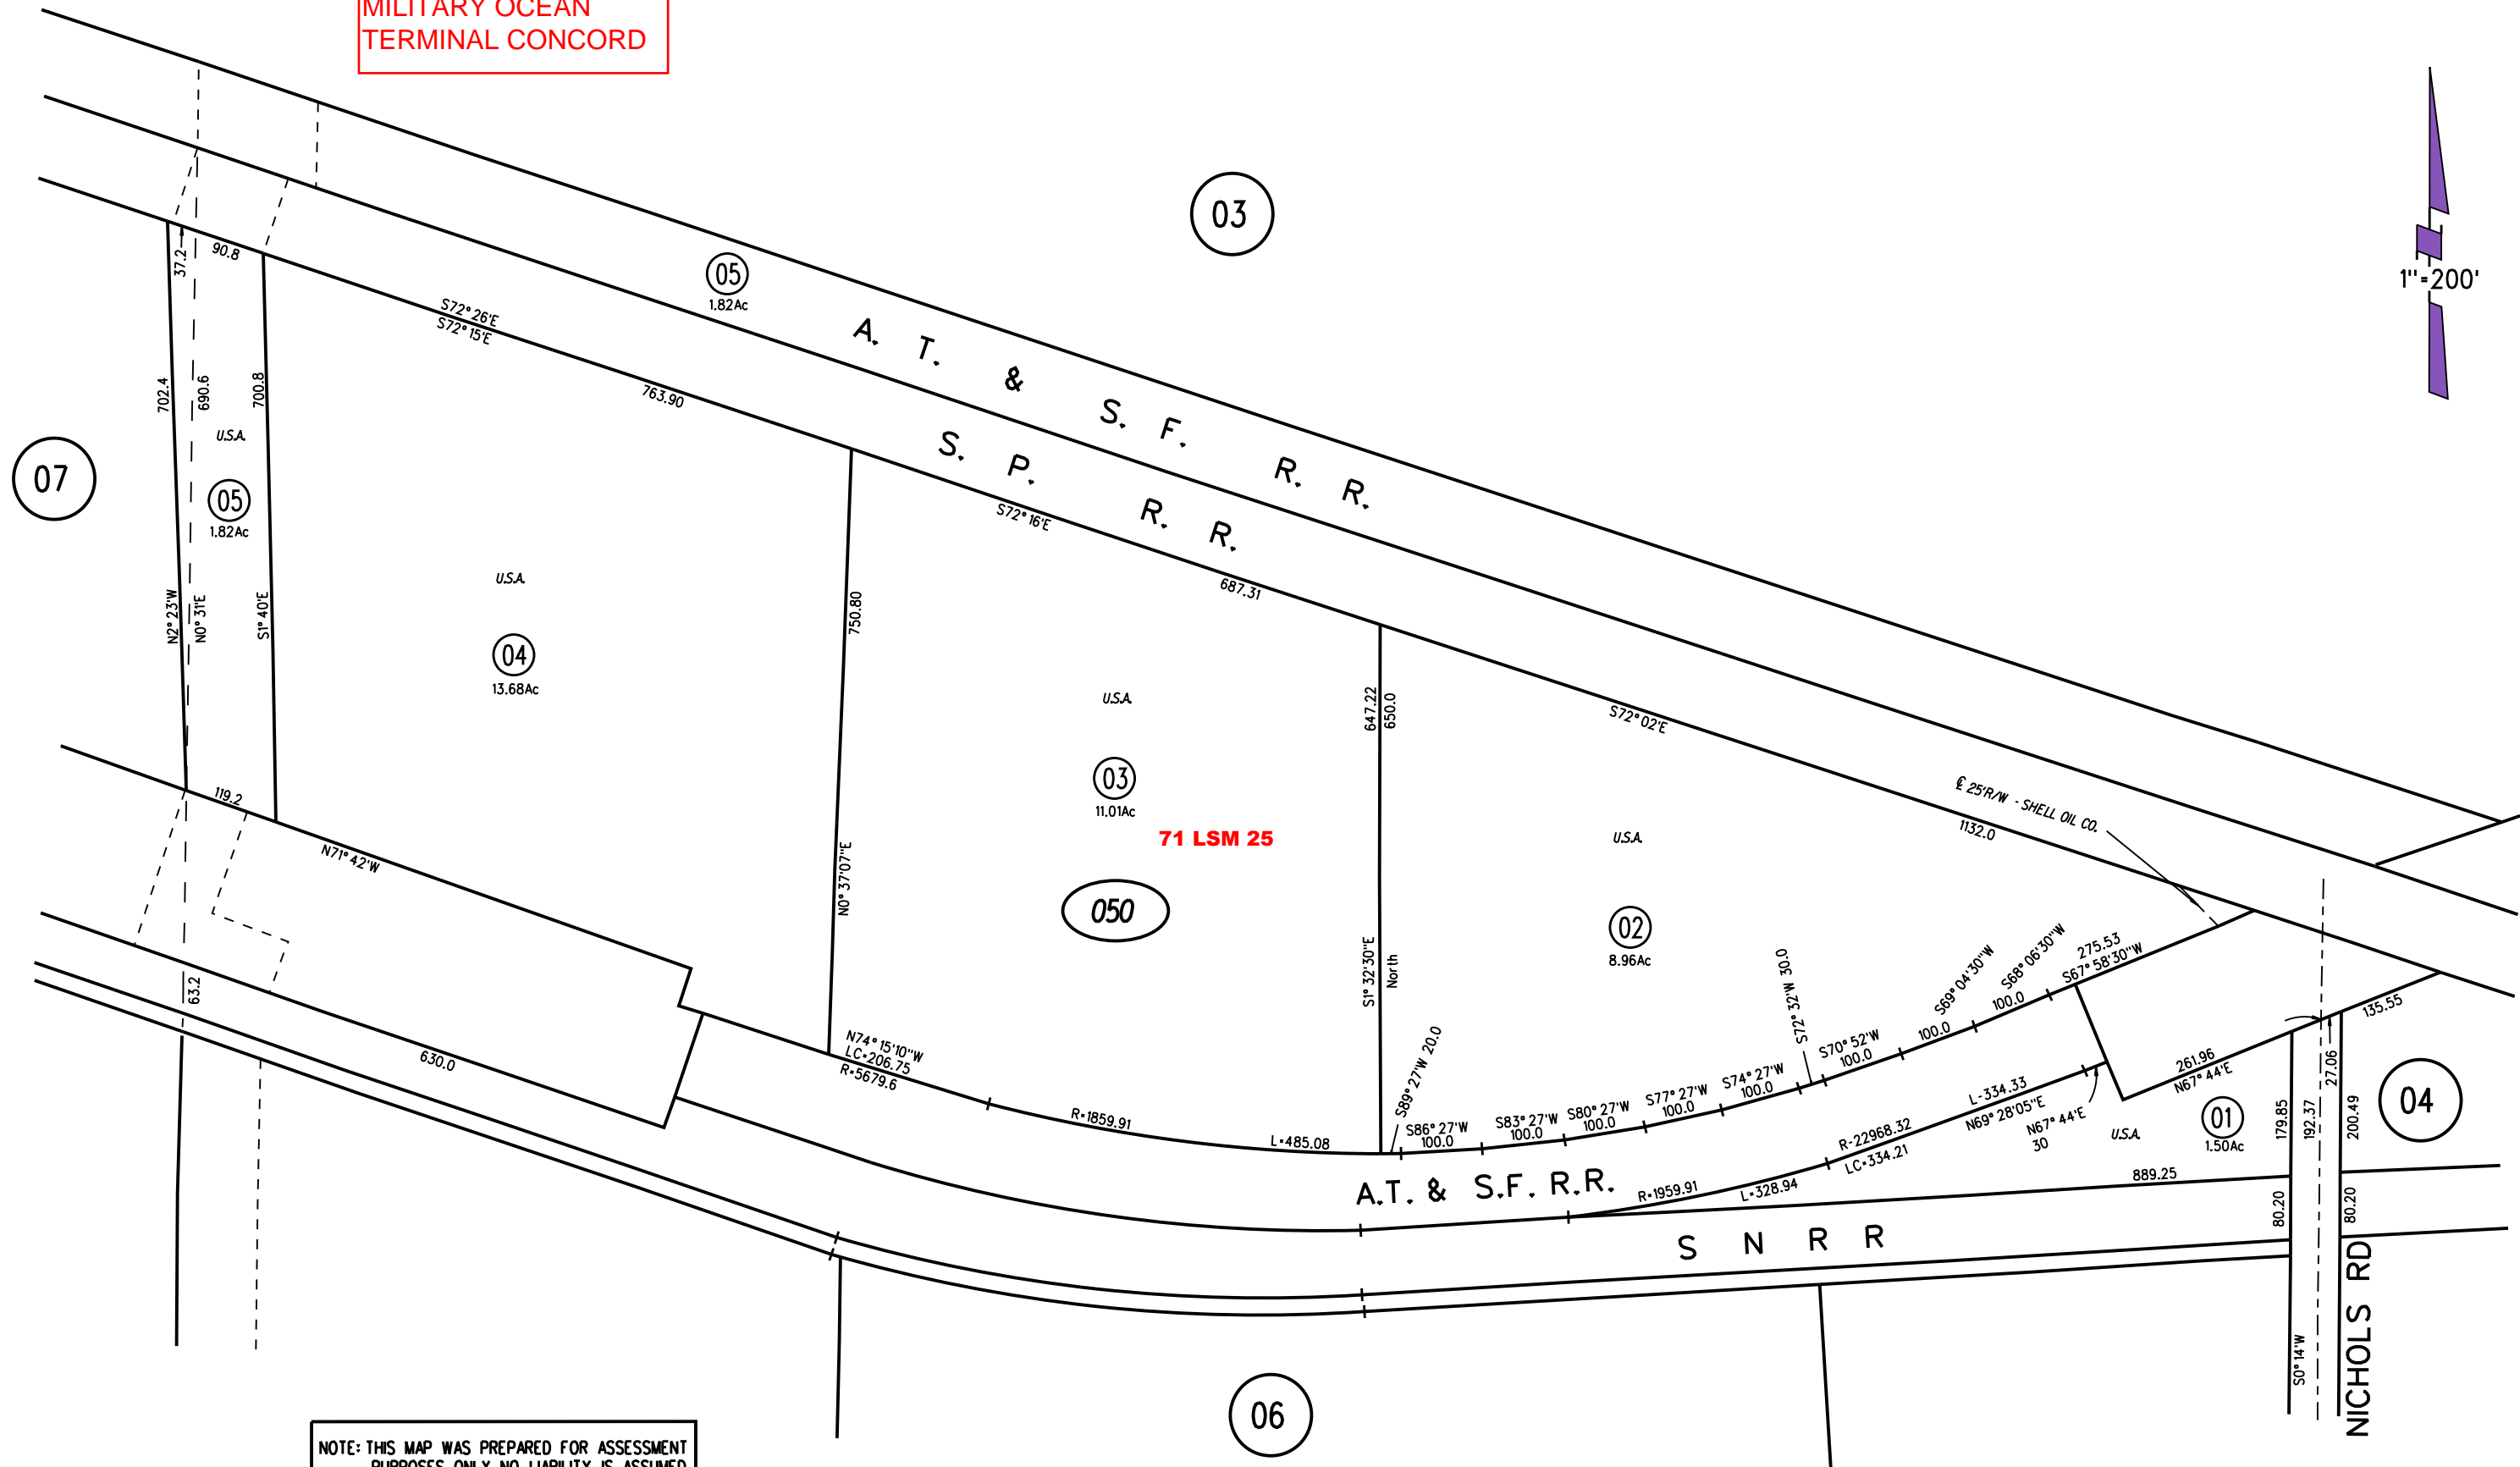 MILITARY OCEAN
TERMINAL CONCORD
03
1"=200'
05
1.82Ac
A. T. & S. F. R. R.
S. P. R. R.
37.2
90.8
S72°26'E
S72°15'E
763.90
702.4
690.6
700.8
U.S.A.
07
05
1.82Ac
N2°23'W
N0°31'E
S1°40'E
U.S.A.
04
13.68Ac
S72°16'E
687.31
750.80
U.S.A.
03
11.01Ac
71 LSM 25
050
N0°37'07"E
647.22
650.0
S1°32'30"E
North
S72°02'E
1132.0
℄ 25'R/W - SHELL OIL CO.
U.S.A.
02
8.96Ac
119.2
N71°42'W
63.2
630.0
N74°15'10"W
LC=206.75
R=5679.6
R=1859.91
L=485.08
S89°27'W 20.0
S86°27'W
100.0
S83°27'W
100.0
S80°27'W
100.0
S77°27'W
100.0
S74°27'W
100.0
S72°32'W 30.0
S70°52'W
100.0
S69°04'30"W
100.0
S68°06'30"W
100.0
275.53
S67°58'30"W
135.55
261.96
N67°44'E
27.06
L-334.33
N69°28'05"E
R-22968.32
LC=334.21
N67°44'E
30
U.S.A.
01
1.50Ac
179.85
192.37
200.49
04
A.T. & S.F. R.R.
R=1959.91
L=328.94
889.25
80.20
80.20
S N R R
S0°14'W
NICHOLS RD
06
NOTE: THIS MAP WAS PREPARED FOR ASSESSMENT
PURPOSES ONLY. NO LIABILITY IS ASSUMED